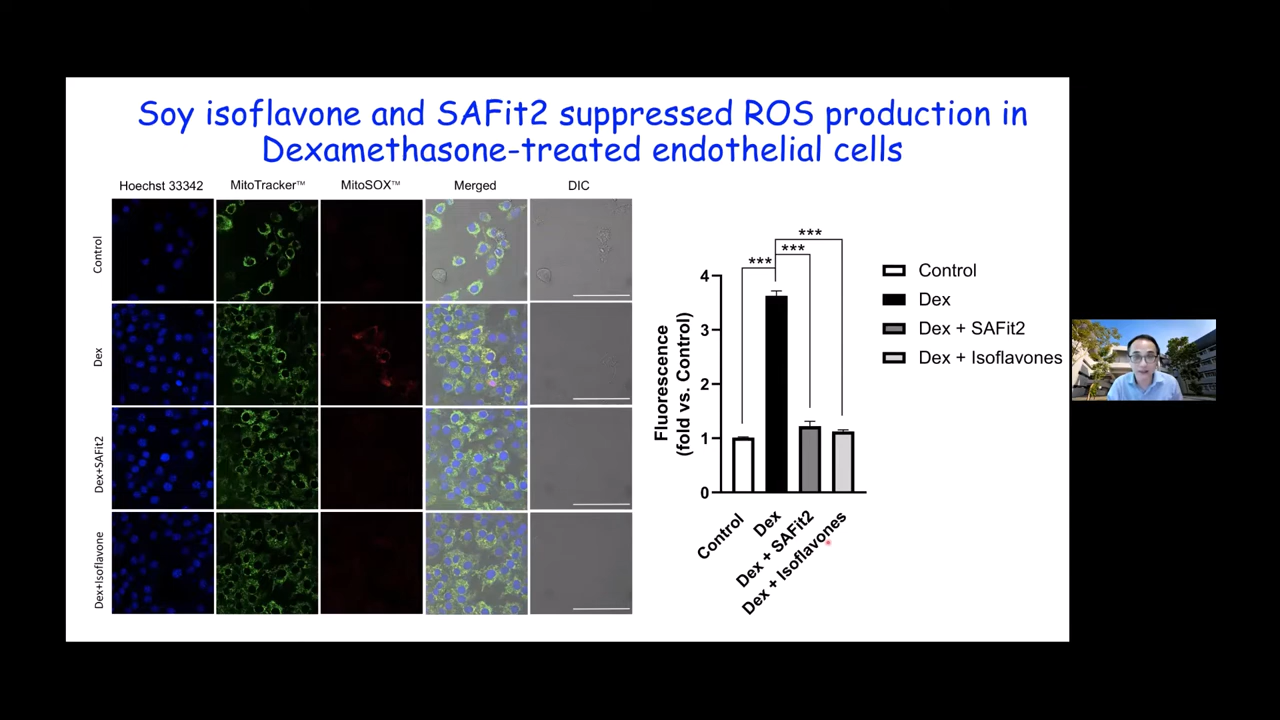 Soy isoflavone and SAFit2 suppressed ROS production in
Dexamethasone-treated endothelial cells
Hoechst 33342
MitoTracker™
MitoSOX™
Merged
DIC
Control
Dex
Dex+SAFit2
Dex+Isoflavone
Fluorescence
(fold vs. Control)
4
3
2
1
0
***
***
***
Control
Dex
Dex + SAFit2
Dex + Isoflavones
Control
Dex
Dex + SAFit2
Dex + Isoflavones